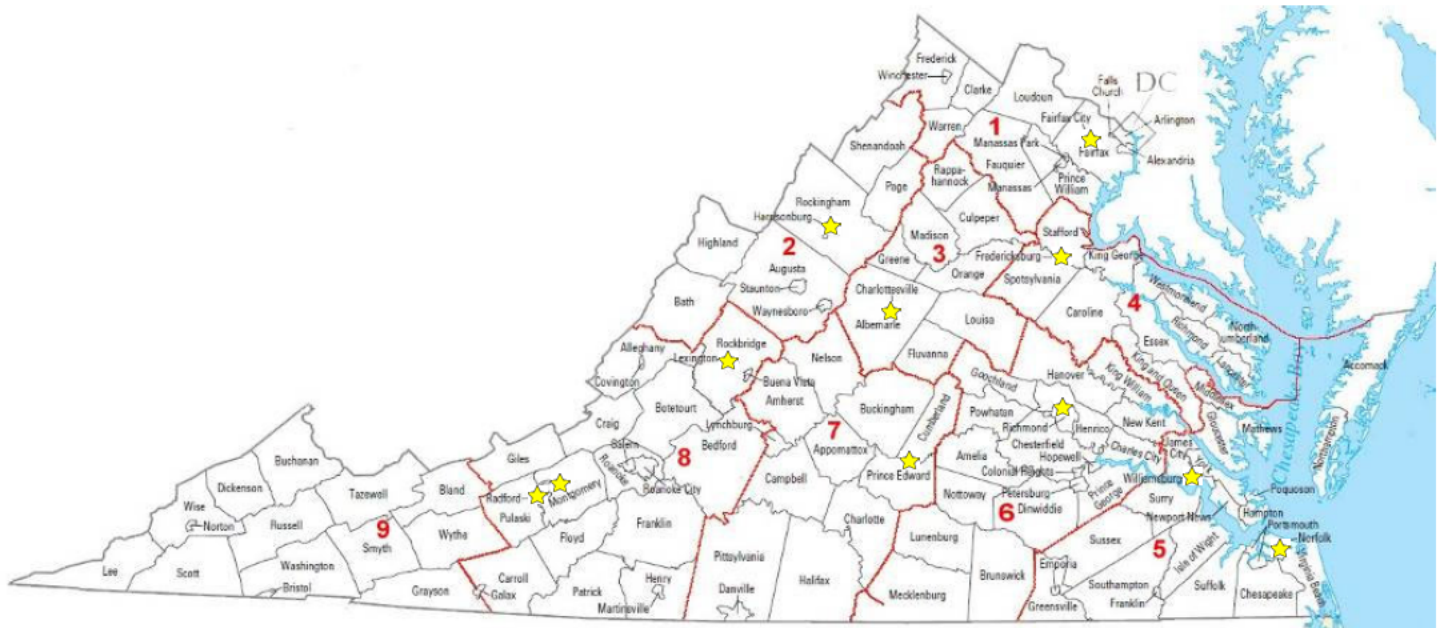 Frederick
Winchester
Clarke
Loudoun
Falls
Church
DC
Arlington
Fairfax City
Fairfax
Alexandria
Warren
1
Manassas Park
Fauquier
Manassas
Prince
William
Shenandoah
Page
Rappa-
hannock
Rockingham
Harrisonburg
Culpeper
Madison
3
Stafford
Highland
2
Augusta
Staunton
Waynesboro
Greene
Orange
Fredericksburg
King George
Spotsylvania
Westmoreland
4
Bath
Charlottesville
Albemarle
Louisa
Caroline
Richmond
North-
umberland
Essex
Lancaster
Chesapeake Bay
Accomack
Alleghany
Lexington
Rockbridge
Nelson
Fluvanna
Hanover
King William
King and Queen
Middlesex
Covington
Buena Vista
Amherst
Goochland
Buckingham
Cumberland
Powhatan
Richmond
Henrico
New Kent
Gloucester
Mathews
Northampton
Craig
Botetourt
Lynchburg
Bedford
7
Appomattox
Amelia
Chesterfield
Hopewell
Colonial Heights
Charles City
James
City
York
Buchanan
Giles
Salem
Roanoke
8
Roanoke City
Campbell
Prince Edward
Nottoway
Petersburg
Dinwiddie
Prince
George
Williamsburg
Surry
Poquoson
Dickenson
Tazewell
Bland
Radford
Montgomery
Pulaski
6
Newport News
Hampton
Portsmouth
Norfolk
Wise
Norton
Russell
9
Smyth
Wythe
Floyd
Franklin
Charlotte
Lunenburg
Sussex
5
Isle of Wight
Virginia Beach
Lee
Scott
Washington
Bristol
Grayson
Carroll
Galax
Patrick
Henry
Martinsville
Pittsylvania
Danville
Halifax
Mecklenburg
Brunswick
Emporia
Greensville
Southampton
Franklin
Suffolk
Chesapeake